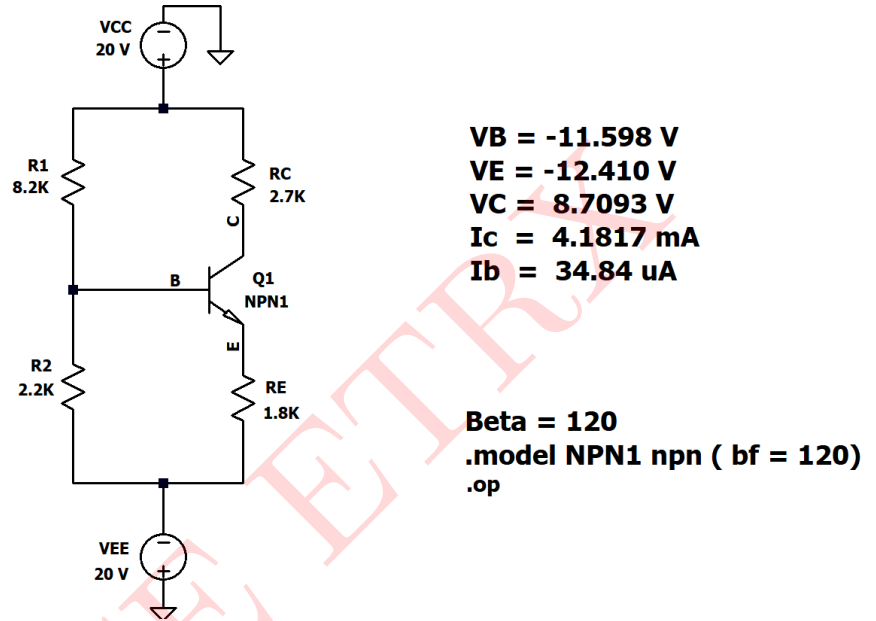 VCC
20 V
R1
8.2K
RC
2.7K
C
B
Q1
NPN1
E
R2
2.2K
RE
1.8K
VEE
20 V
VB = -11.598 V
VE = -12.410 V
VC = 8.7093 V
Ic = 4.1817 mA
Ib = 34.84 uA
Beta = 120
.model NPN1 npn ( bf = 120)
.op
E ETRX